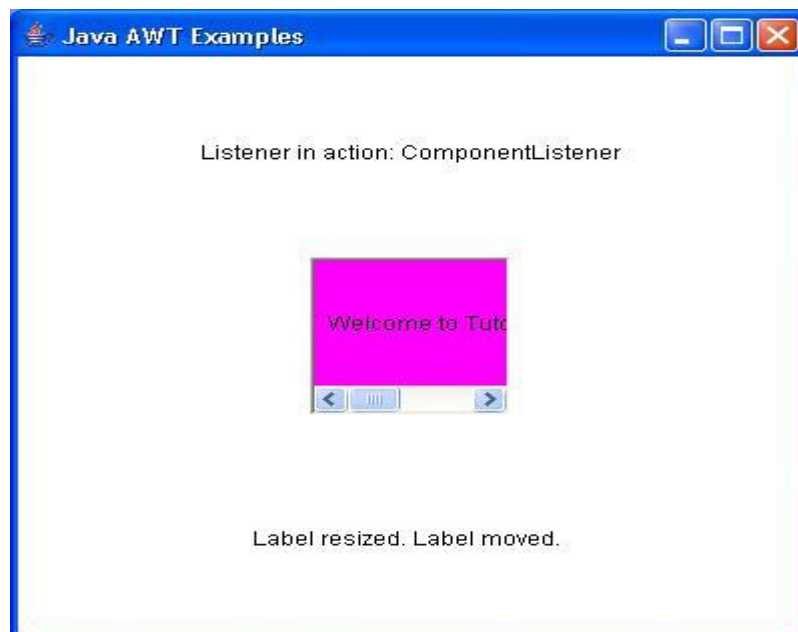 Java AWT Examples
Listener in action: ComponentListener
Welcome to Tuto
Label resized. Label moved.